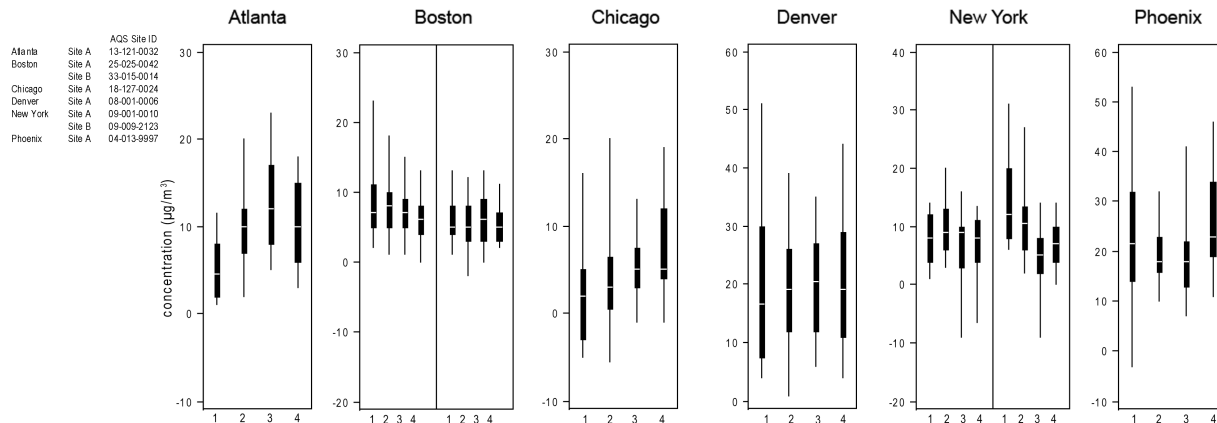 Atlanta Boston Chicago Denver New York Phoenix
AQS Site ID
Atlanta Site A 13-121-0032
Boston Site A 25-025-0042
Site B 33-015-0014
Chicago Site A 18-127-0024
Denver Site A 08-001-0006
New York Site A 09-001-0010
Site B 09-009-2123
Phoenix Site A 04-013-9997
concentration (µg/m³)
30
20
10
0
-10
1 2 3 4
30
20
10
0
-10
-20
1 2 3 4 1 2 3 4
30
20
10
0
-10
1 2 3 4
60
50
40
30
20
10
0
1 2 3 4
40
30
20
10
0
-10
-20
1 2 3 4 1 2 3 4
60
50
40
30
20
10
0
-10
1 2 3 4